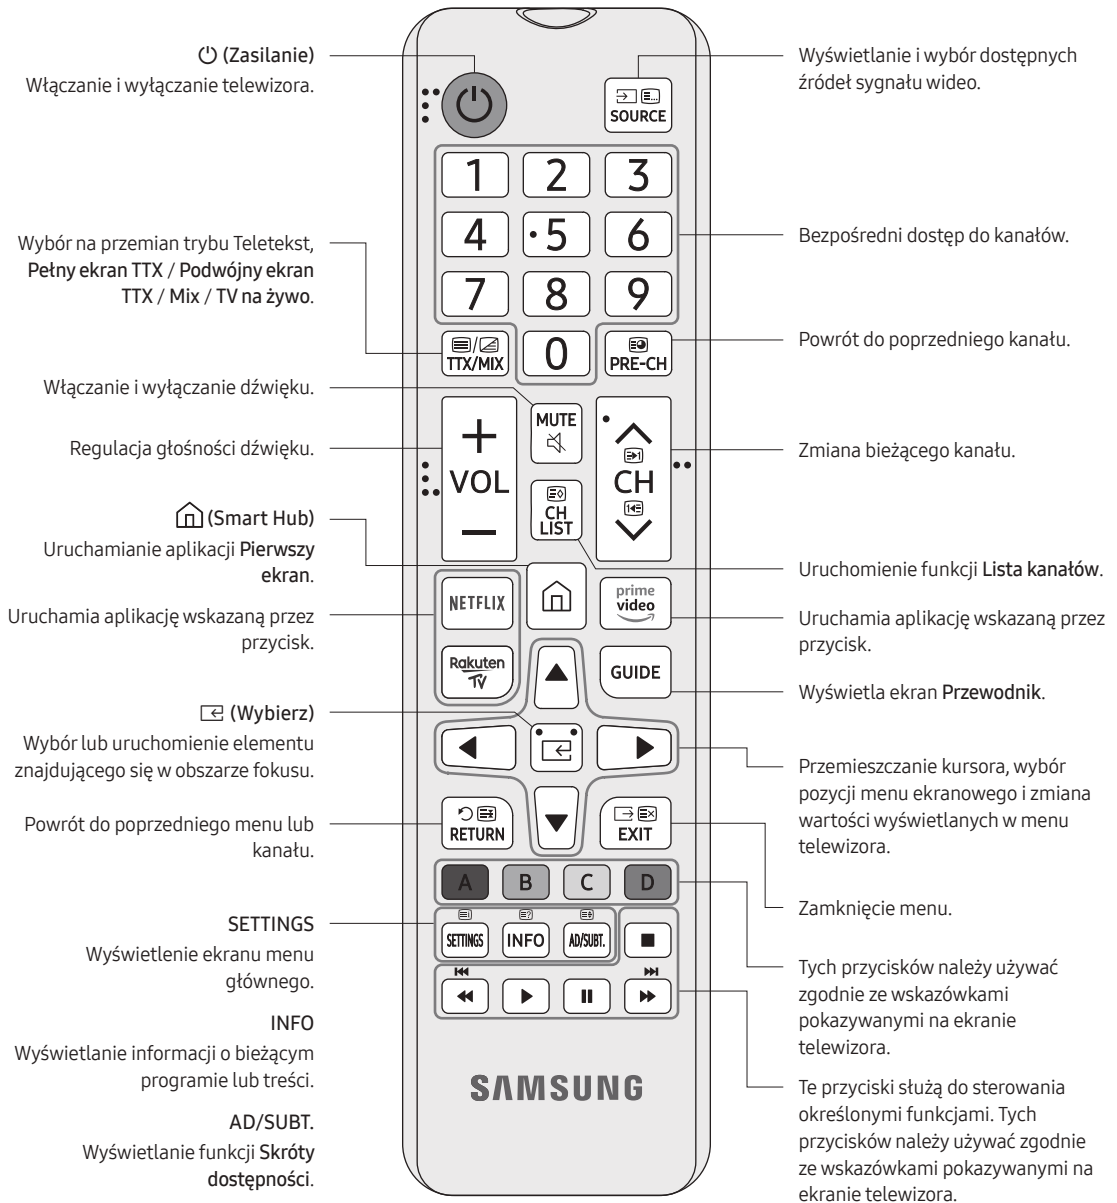 (Zasilanie)
Włączanie i wyłączanie telewizora.
Wybór na przemian trybu Teletekst,
Pełny ekran TTX / Podwójny ekran
TTX / Mix / TV na żywo.
Włączanie i wyłączanie dźwięku.
Regulacja głośności dźwięku.
(Smart Hub)
Uruchamianie aplikacji Pierwszy
ekran.
Uruchamia aplikację wskazaną przez
przycisk.
(Wybierz)
Wybór lub uruchomienie elementu
znajdującego się w obszarze fokusu.
Powrót do poprzedniego menu lub
kanału.
SETTINGS
Wyświetlenie ekranu menu
głównego.
INFO
Wyświetlanie informacji o bieżącym
programie lub treści.
AD/SUBT.
Wyświetlanie funkcji Skróty
dostępności.
SOURCE
1 2 3
4 5 6
7 8 9
TTX/MIX 0 PRE-CH
MUTE
VOL
CH
CH
LIST
NETFLIX
prime
video
Rakuten
TV
GUIDE
RETURN
EXIT
A B C D
SETTINGS INFO AD/SUBT.
SAMSUNG
Wyświetlanie i wybór dostępnych
źródeł sygnału wideo.
Bezpośredni dostęp do kanałów.
Powrót do poprzedniego kanału.
Zmiana bieżącego kanału.
Uruchomienie funkcji Lista kanałów.
Uruchamia aplikację wskazaną przez
przycisk.
Wyświetla ekran Przewodnik.
Przemieszczanie kursora, wybór
pozycji menu ekranowego i zmiana
wartości wyświetlanych w menu
telewizora.
Zamknięcie menu.
Tych przycisków należy używać
zgodnie ze wskazówkami
pokazywanymi na ekranie
telewizora.
Te przyciski służą do sterowania
określonymi funkcjami. Tych
przycisków należy używać zgodnie
ze wskazówkami pokazywanymi na
ekranie telewizora.